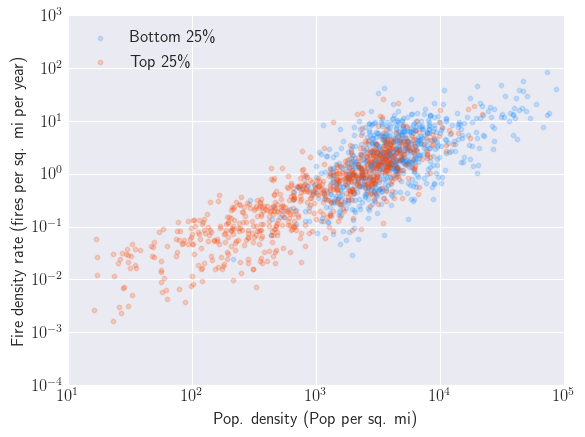 10^3
10^2
10^1
10^0
10^−1
10^−2
10^−3
10^−4
Fire density rate (fires per sq. mi per year)
Bottom 25%
Top 25%
10^1 10^2 10^3 10^4 10^5
Pop. density (Pop per sq. mi)